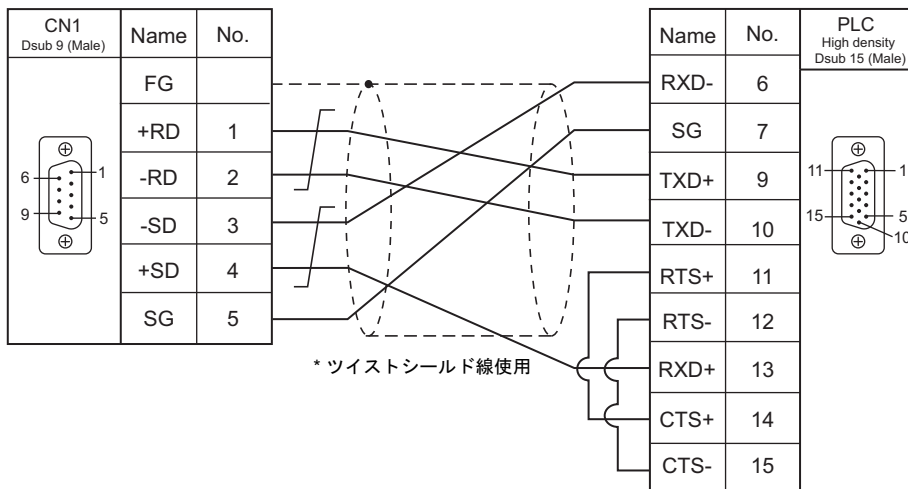 CN1
Dsub 9 (Male)
Name
No.
FG
+RD
1
-RD
2
-SD
3
+SD
4
SG
5
6
1
9
5
* ツイストシールド線使用
Name
No.
PLC
High density
Dsub 15 (Male)
RXD-
6
SG
7
TXD+
9
TXD-
10
RTS+
11
RTS-
12
RXD+
13
CTS+
14
CTS-
15
11
1
15
5
10